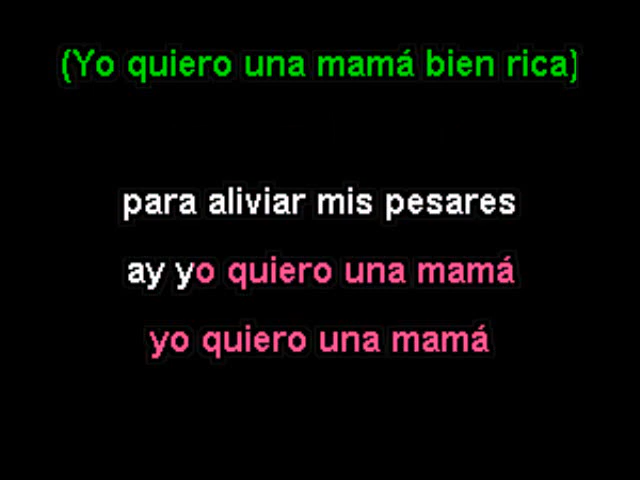 (Yo quiero una mamá bien rica)
para aliviar mis pesares
ay yo quiero una mamá
yo quiero una mamá